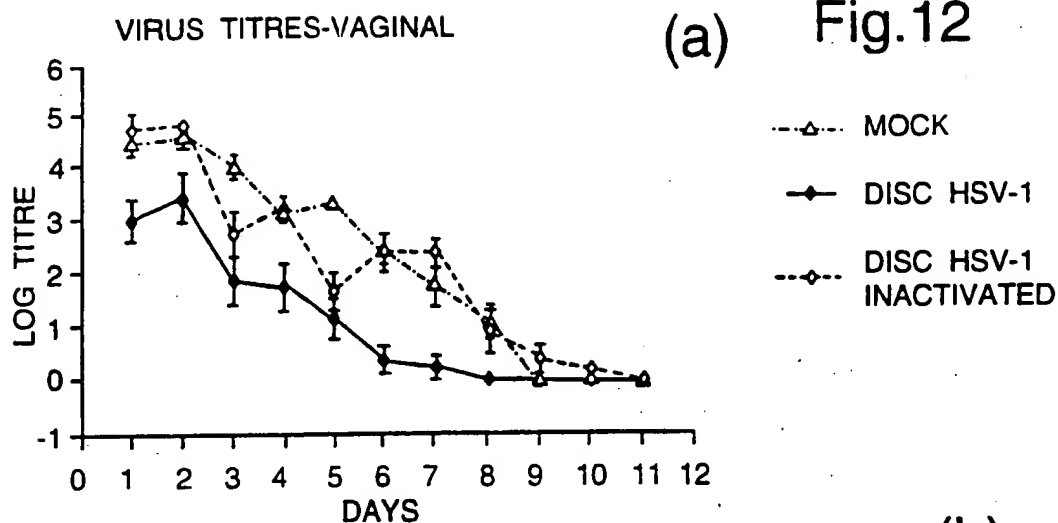 VIRUS TITRES-VAGINAL
(a)
Fig.12
6
5
4
3
2
1
0
-1
LOG TITRE
0 1 2 3 4 5 6 7 8 9 10 11 12
DAYS
MOCK
DISC HSV-1
DISC HSV-1
INACTIVATED